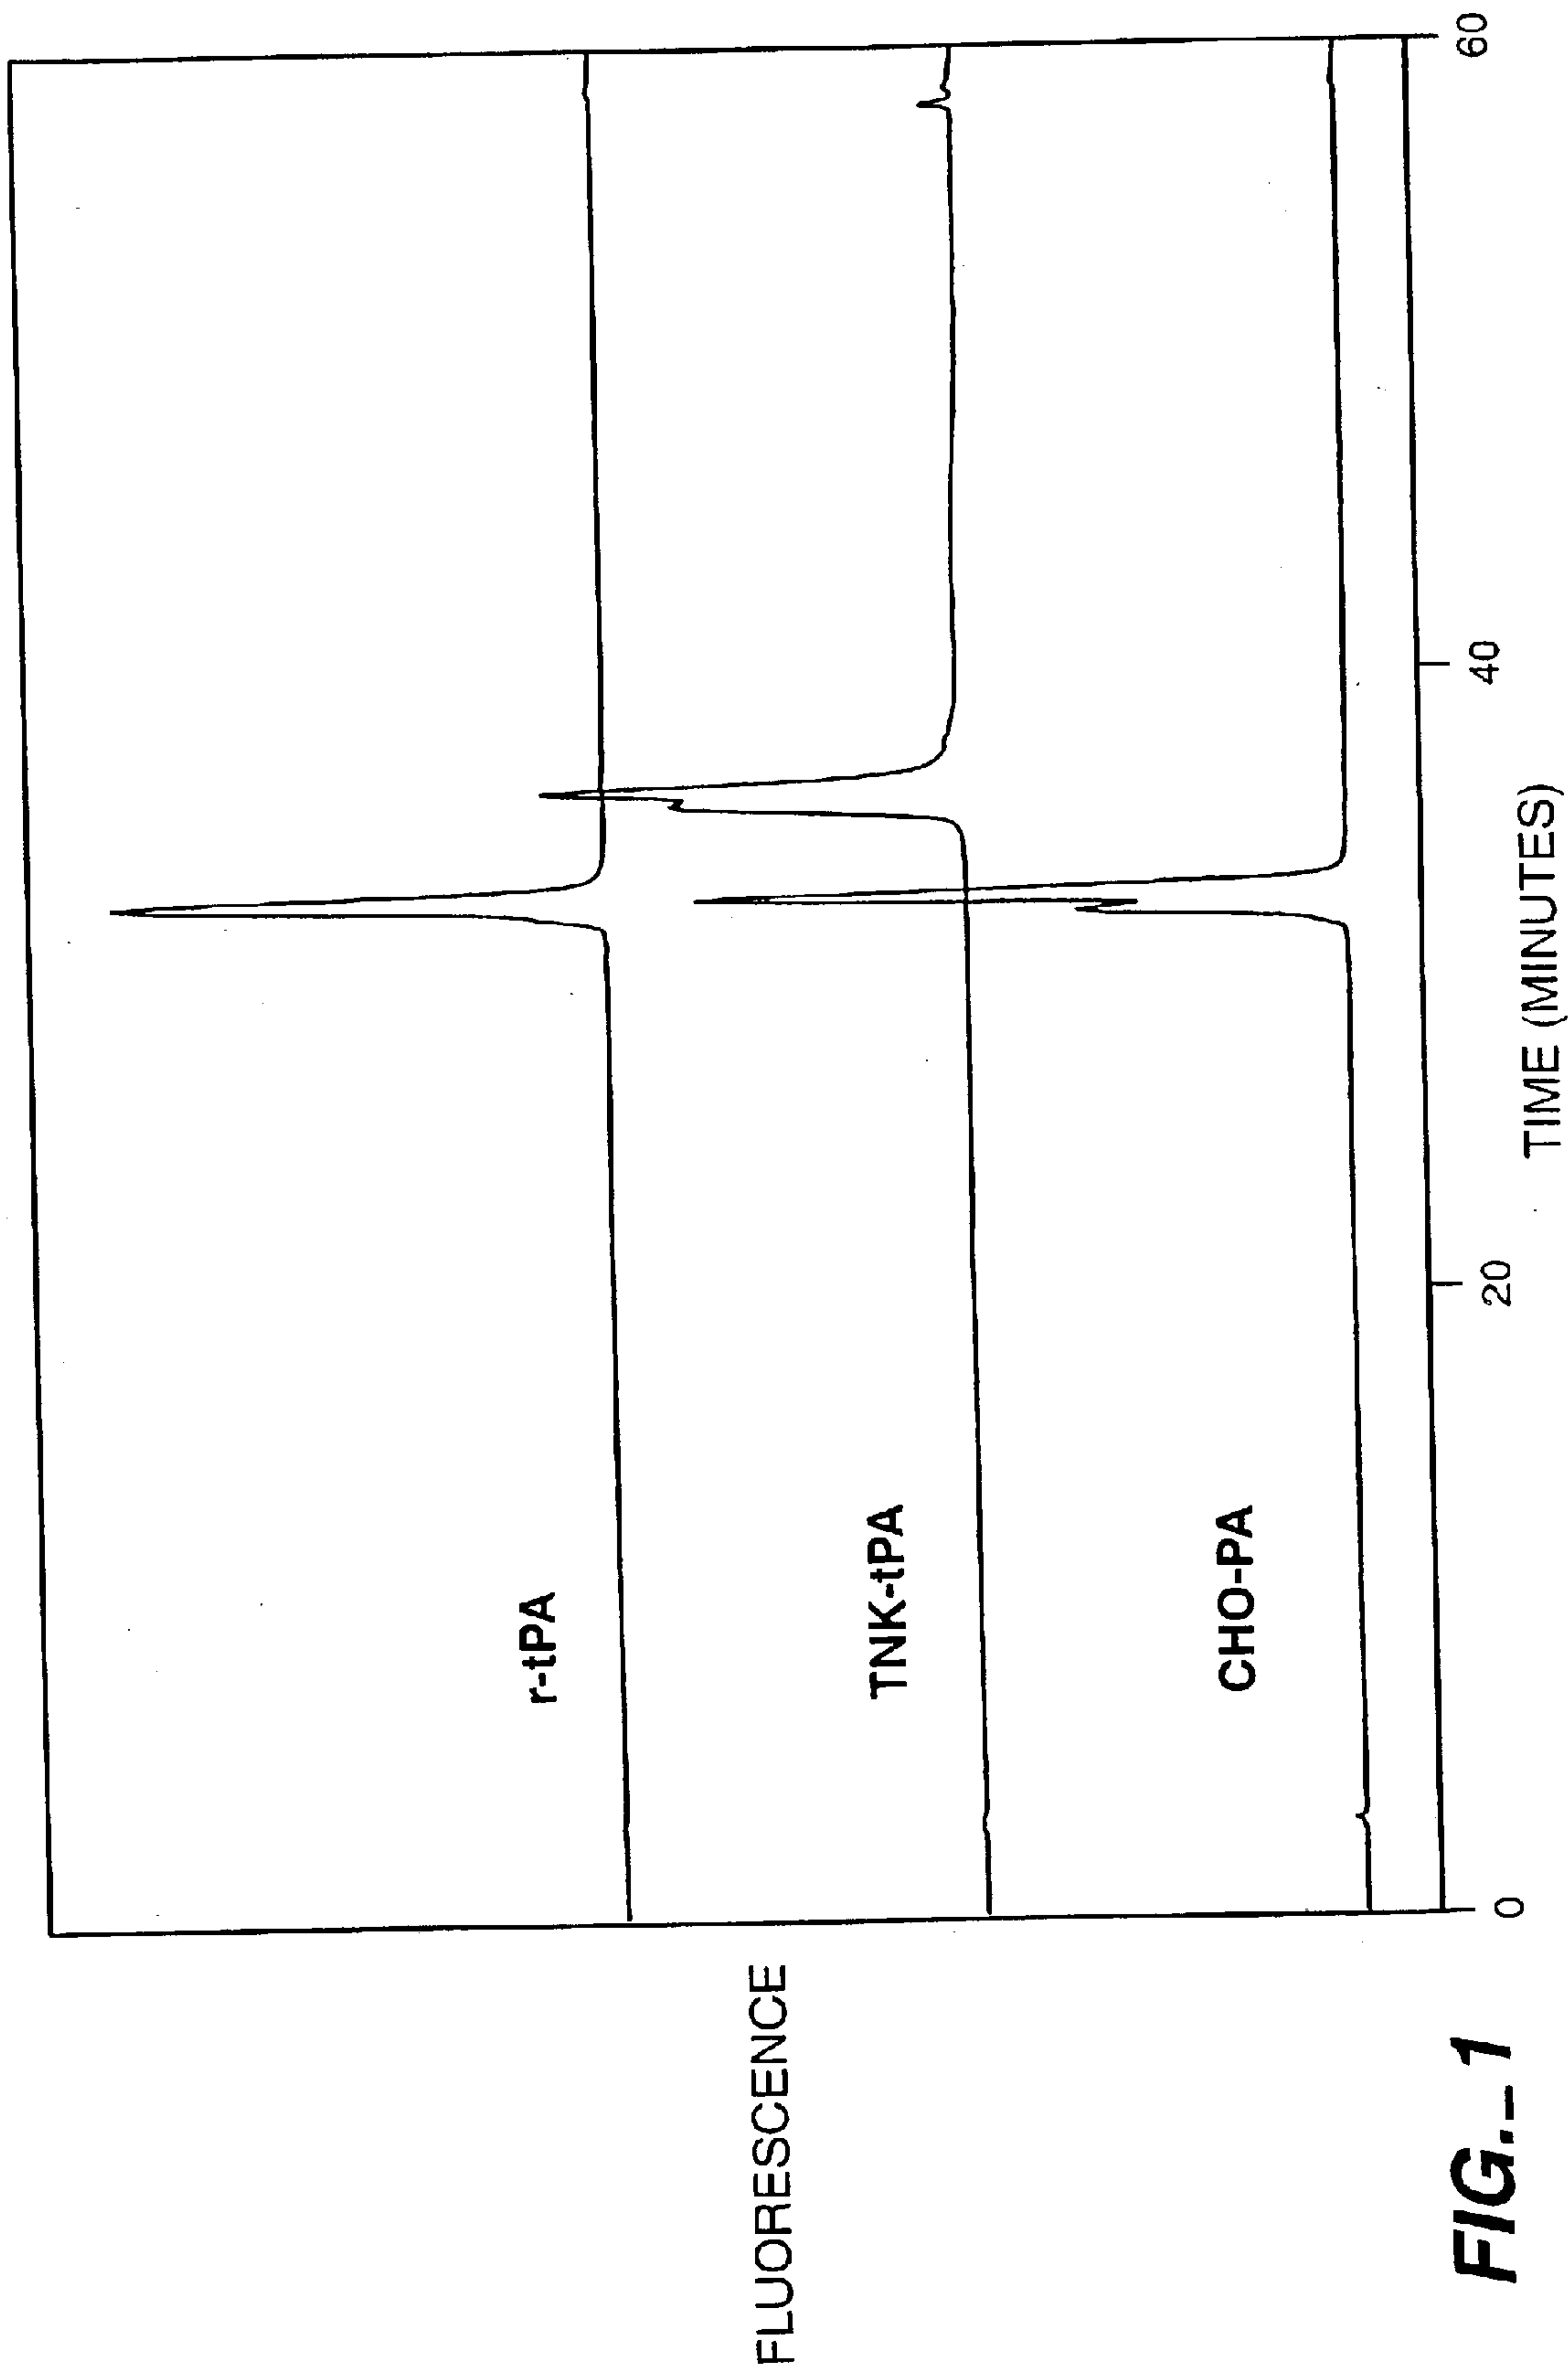 FLUORESCENCE
r-tPA
TNK-tPA
CHO-PA
0
20
40
60
TIME (MINUTES)
FIG._1